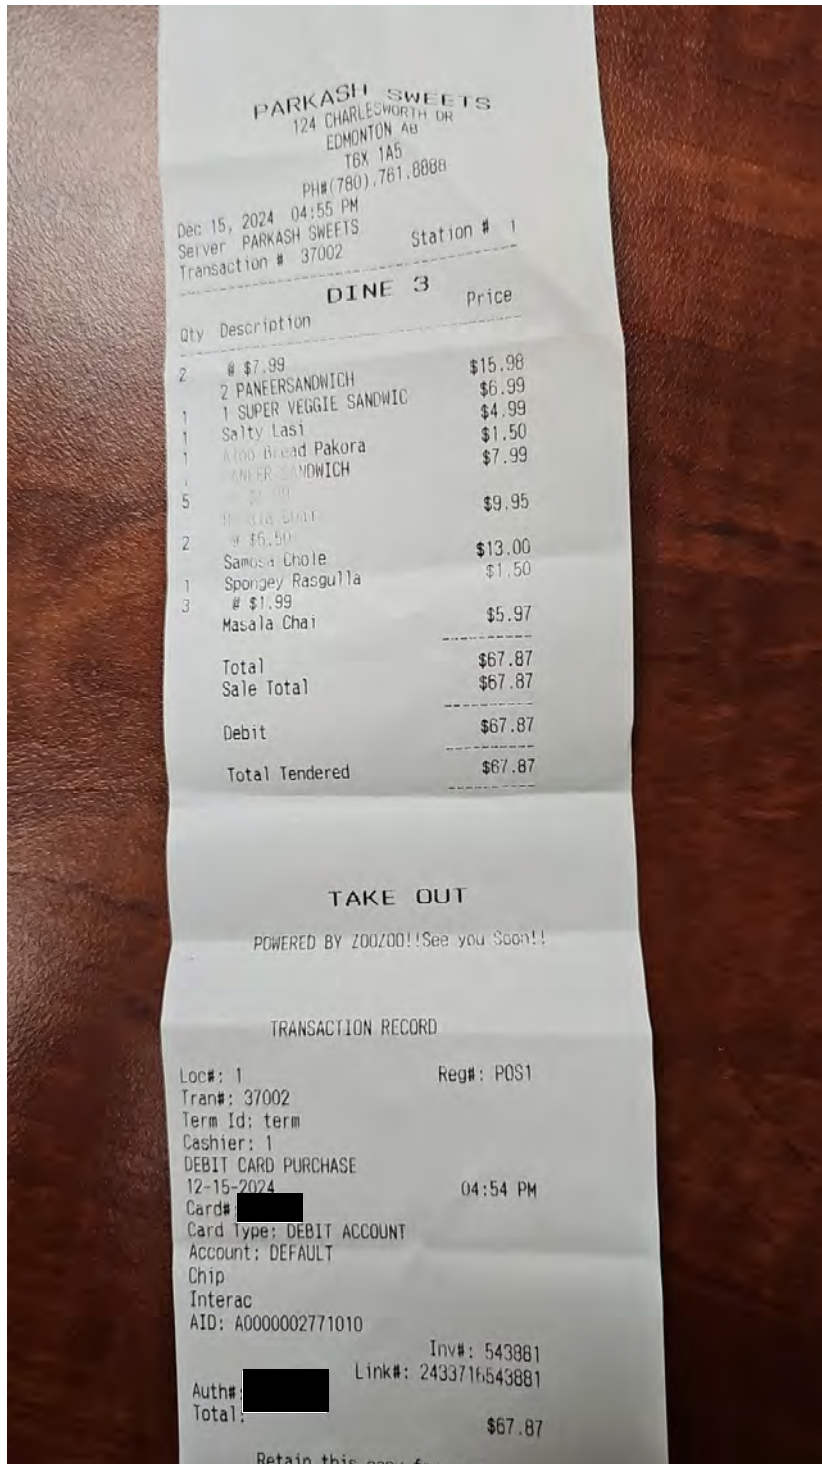 PARKASH SWEETS
124 CHARLESWORTH DR
EDMONTON AB
T6X 1A5
PH#(780).761.8888
Dec 15, 2024 04:55 PM
Server PARKASH SWEETS
Station # 1
Transaction # 37002
DINE 3
Qty Description Price
2 @ $7.99
2 PANEERSANDWICH $15.98
1 1 SUPER VEGGIE SANDWIC $6.99
1 Salty Lasi $4.99
1 Aloo Bread Pakora $1.50
PANEER SANDWICH $7.99
5
$9.95
2 @ $6.50
Samosa Chole $13.00
1 Spongey Rasgulla $1.50
3 @ $1.99
Masala Chai $5.97
Total $67.87
Sale Total $67.87
Debit $67.87
Total Tendered $67.87
TAKE OUT
POWERED BY ZOOZOO!!See you Soon!!
TRANSACTION RECORD
Loc#: 1 Reg#: POS1
Tran#: 37002
Term Id: term
Cashier: 1
DEBIT CARD PURCHASE
12-15-2024 04:54 PM
Card#:
Card Type: DEBIT ACCOUNT
Account: DEFAULT
Chip
Interac
AID: A0000002771010
Inv#: 543881
Link#: 2433716543881
Auth#:
Total: $67.87
Retain this copy